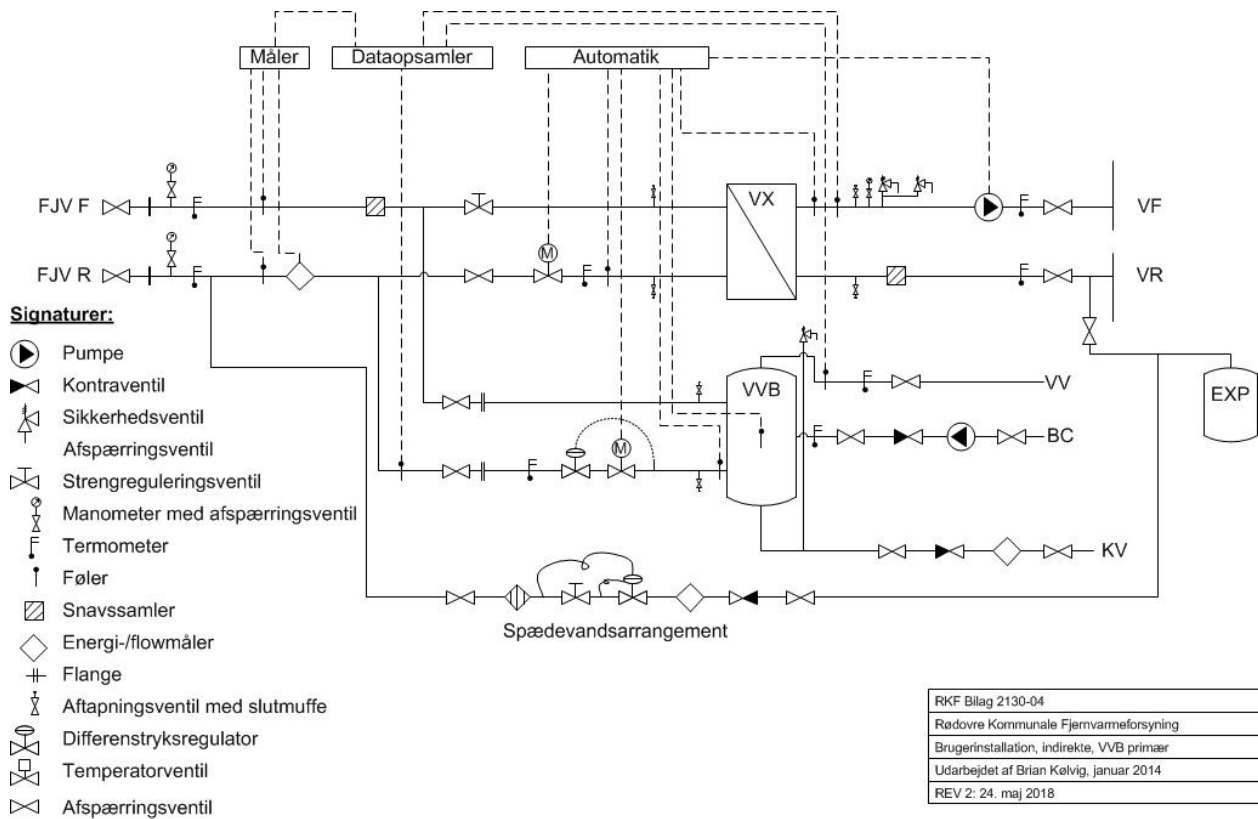 Måler
Dataopsamler
Automatik
FJV F
VX
VF
M
FJV R
VR
Signaturer:
Pumpe
Kontraventil
Sikkerhedsventil
Afspærringsventil
Strengreguleringsventil
Manometer med afspærringsventil
Termometer
Føler
Snavssamler
Energi-/flowmåler
Flange
Aftapningsventil med slutmuffe
Differenstryksregulator
Temperatorventil
Afspærringsventil
VVB
VV
EXP
BC
M
KV
Spædevandsarrangement
RKF Bilag 2130-04
Rødovre Kommunale Fjernvarmeforsyning
Brugerinstallation, indirekte, VVB primær
Udarbejdet af Brian Kølvig, januar 2014
REV 2: 24. maj 2018